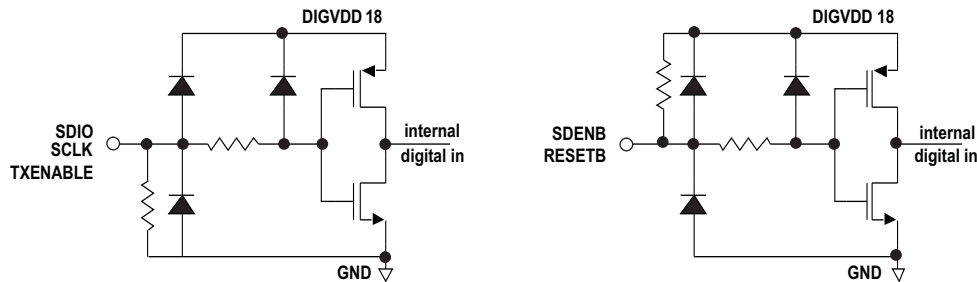 DIGVDD 18
SDIO
SCLK
TXENABLE
internal
digital in
GND
DIGVDD 18
SDENB
RESETB
internal
digital in
GND